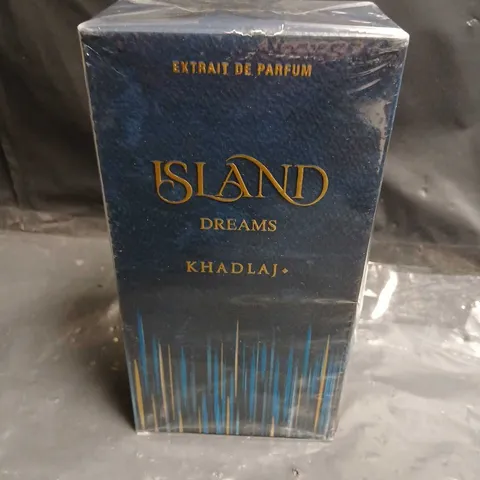 EXTRAIT DE PARFUM
ISLAND
DREAMS
KHADLAJ